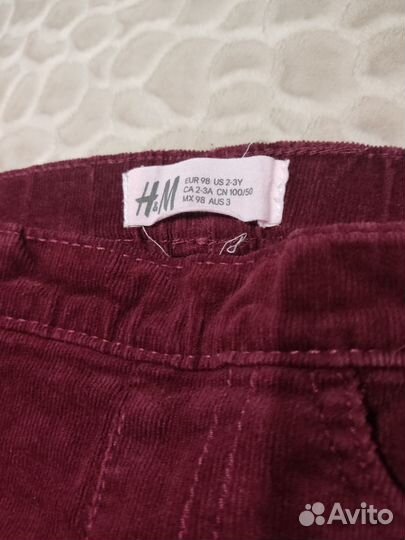 H&M
EUR 98 US 2-3Y
CA 2-3A CN 100/50
MX 98 AUS 3
Avito